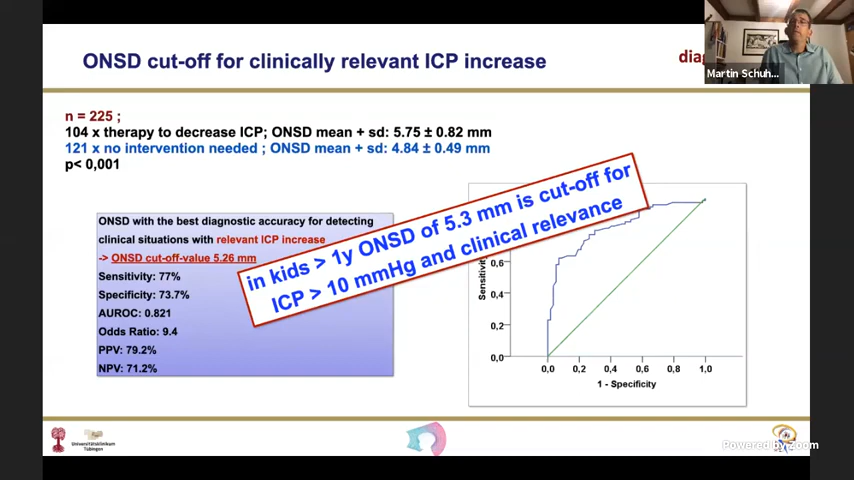 ONSD cut-off for clinically relevant ICP increase
diag
Martin Schuh...
n = 225 ;
104 x therapy to decrease ICP; ONSD mean + sd: 5.75 ± 0.82 mm
121 x no intervention needed ; ONSD mean + sd: 4.84 ± 0.49 mm
p< 0,001
ONSD with the best diagnostic accuracy for detecting
clinical situations with relevant ICP increase
-> ONSD cut-off-value 5.26 mm
Sensitivity: 77%
Specificity: 73.7%
AUROC: 0.821
Odds Ratio: 9.4
PPV: 79.2%
NPV: 71.2%
in kids > 1y ONSD of 5.3 mm is cut-off for
ICP > 10 mmHg and clinical relevance
Sensitivity
0,6
0,4
0,2
0,0
0,0 0,2 0,4 0,6 0,8 1,0
1 - Specificity
Universitätsklinikum
Tübingen
Powered by Zoom